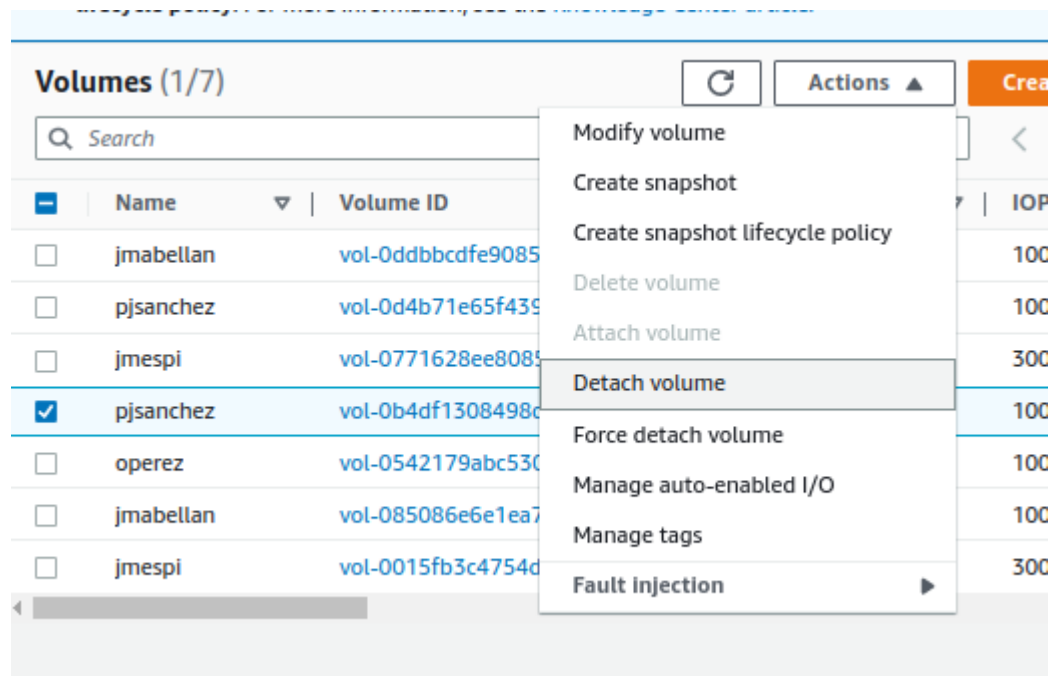 Volumes (1/7)
Actions
Search
Modify volume
Create snapshot
Create snapshot lifecycle policy
Delete volume
Attach volume
Detach volume
Force detach volume
Manage auto-enabled I/O
Manage tags
Fault injection
Name Volume ID IOP
jmabellan vol-0ddbbcdfe9085 100
pjsanchez vol-0d4b71e65f439 100
jmespi vol-0771628ee8085 300
pjsanchez vol-0b4df1308498 100
operez vol-0542179abc530 100
jmabellan vol-085086e6e1ea7 100
jmespi vol-0015fb3c4754d 300